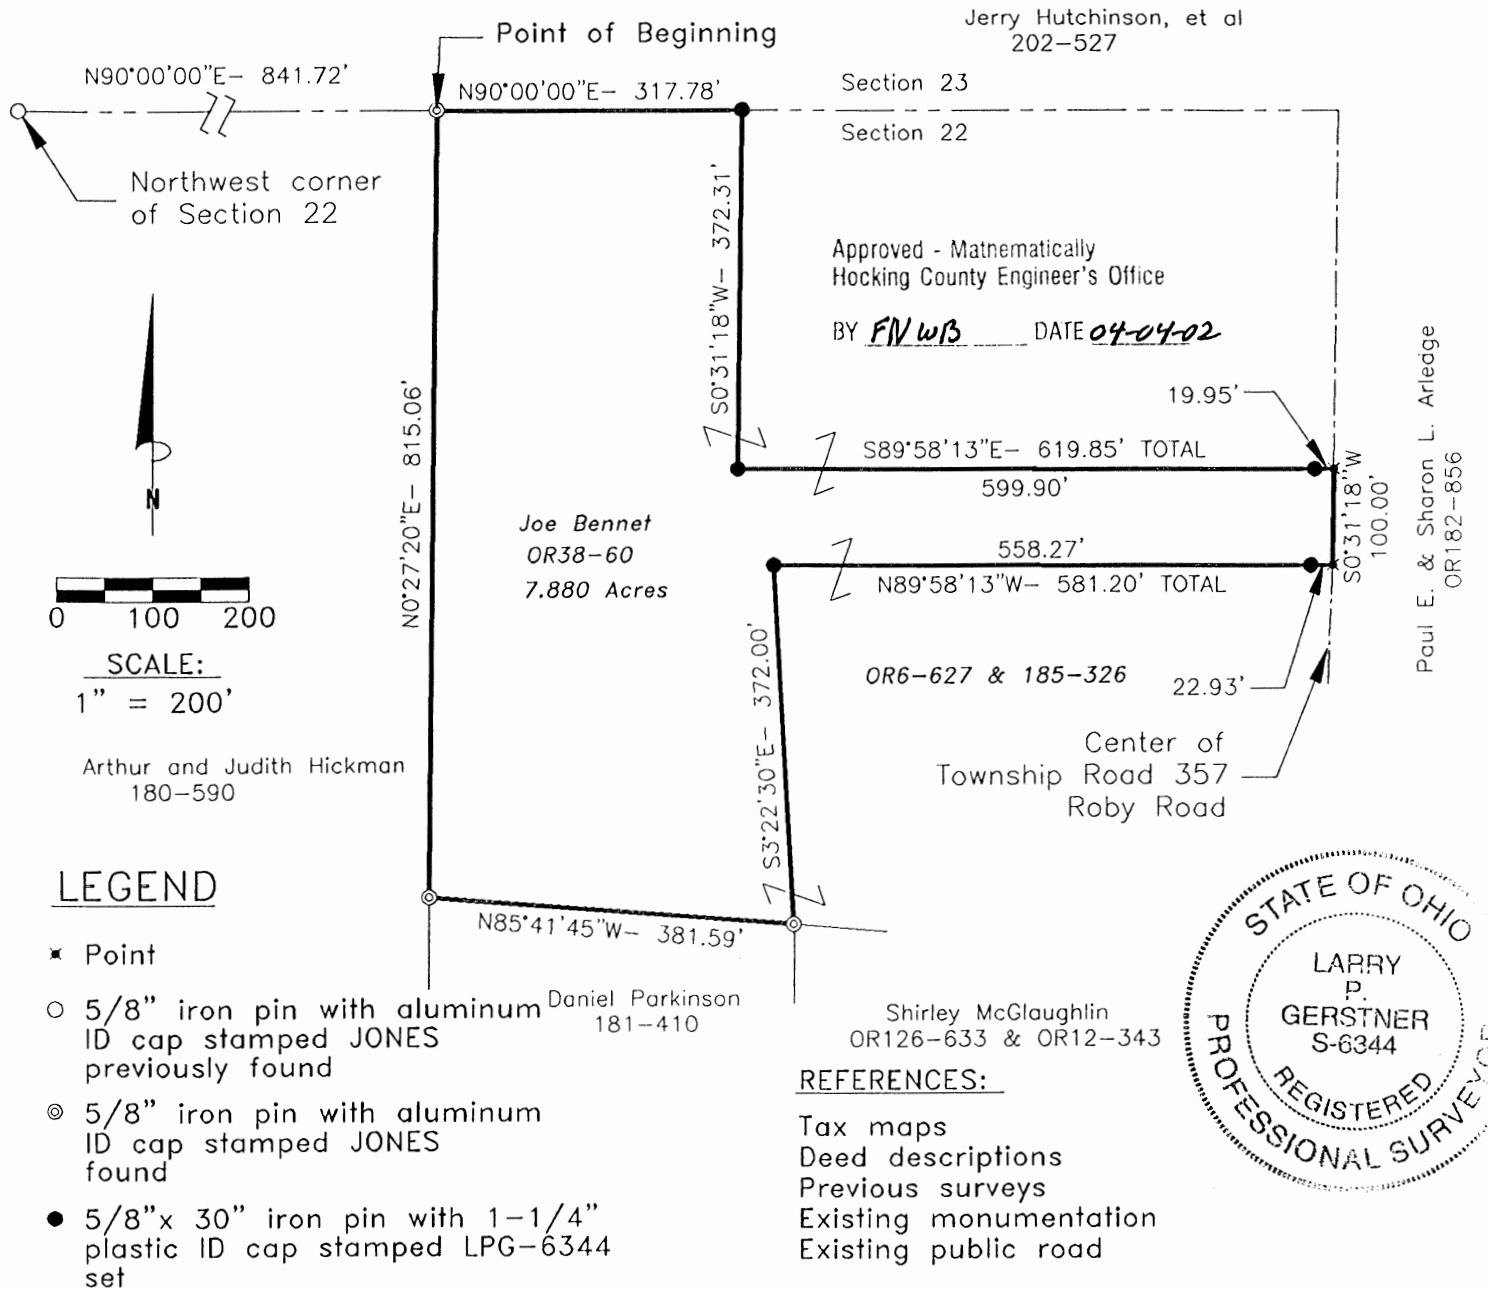 Jerry Hutchinson, et al
202-527
Point of Beginning
N90°00'00"E- 841.72'
N90°00'00"E- 317.78'
Section 23
Section 22
Northwest corner
of Section 22
S0°31'18"W- 372.31'
Approved - Mathematically
Hocking County Engineer's Office
BY FNWB DATE 04-04-02
19.95'
S89°58'13"E- 619.85' TOTAL
599.90'
S0°31'18"W
100.00'
Paul E. & Sharon L. Arledge
OR182-856
N0°27'20"E- 815.06'
N
Joe Bennet
OR38-60
7.880 Acres
558.27'
N89°58'13"W- 581.20' TOTAL
0 100 200
SCALE:
1" = 200'
S3°22'30"E- 372.00'
OR6-627 & 185-326
22.93'
Center of
Township Road 357
Roby Road
Arthur and Judith Hickman
180-590
N85°41'45"W- 381.59'
LEGEND
Point
5/8" iron pin with aluminum
ID cap stamped JONES
previously found
5/8" iron pin with aluminum
ID cap stamped JONES
found
5/8"x 30" iron pin with 1-1/4"
plastic ID cap stamped LPG-6344
set
Daniel Parkinson
181-410
Shirley McGlaughlin
OR126-633 & OR12-343
REFERENCES:
Tax maps
Deed descriptions
Previous surveys
Existing monumentation
Existing public road
STATE OF OHIO
LARRY
P.
GERSTNER
S-6344
REGISTERED
PROFESSIONAL SURVEYOR